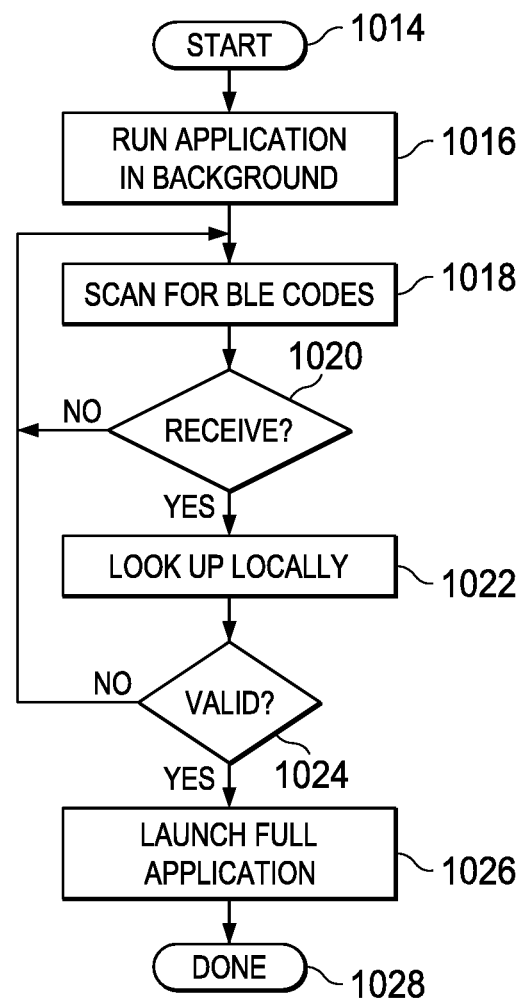 START
1014
RUN APPLICATION
IN BACKGROUND
1016
SCAN FOR BLE CODES
1018
1020
RECEIVE?
NO
YES
LOOK UP LOCALLY
1022
VALID?
NO
1024
YES
LAUNCH FULL
APPLICATION
1026
DONE
1028